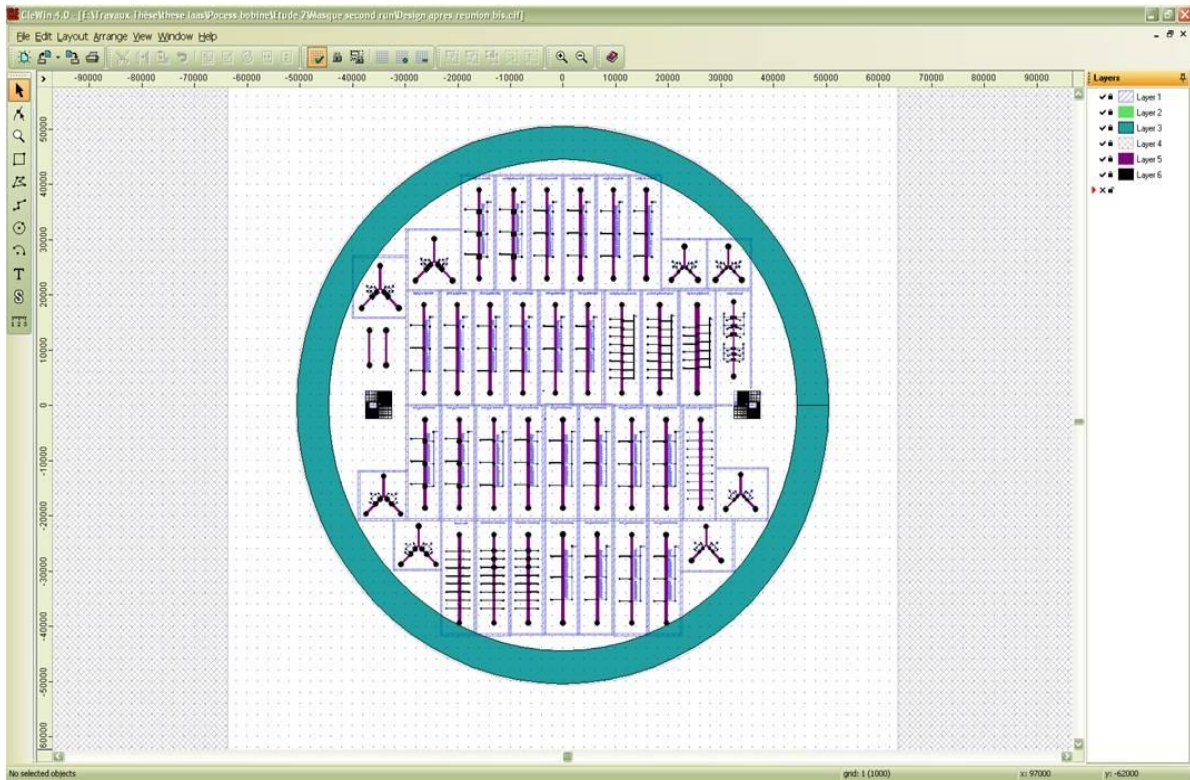 CleWin 4.0 - [E:\Travaux Thèse\these laas\Pocess bobine\Etude 2\Masque second run\Design apres reunion bis.cif]
File Edit Layout Arrange View Window Help
-90000 -80000 -70000 -60000 -50000 -40000 -30000 -20000 -10000 0 10000 20000 30000 40000 50000 60000 70000 80000 90000
Layers
Layer 1
Layer 2
Layer 3
Layer 4
Layer 5
Layer 6
50000
40000
30000
20000
10000
0
-10000
-20000
-30000
-40000
-50000
-60000
T
S
1 2 3
No selected objects grid: 1 (1000) x: 97000 y: -62000